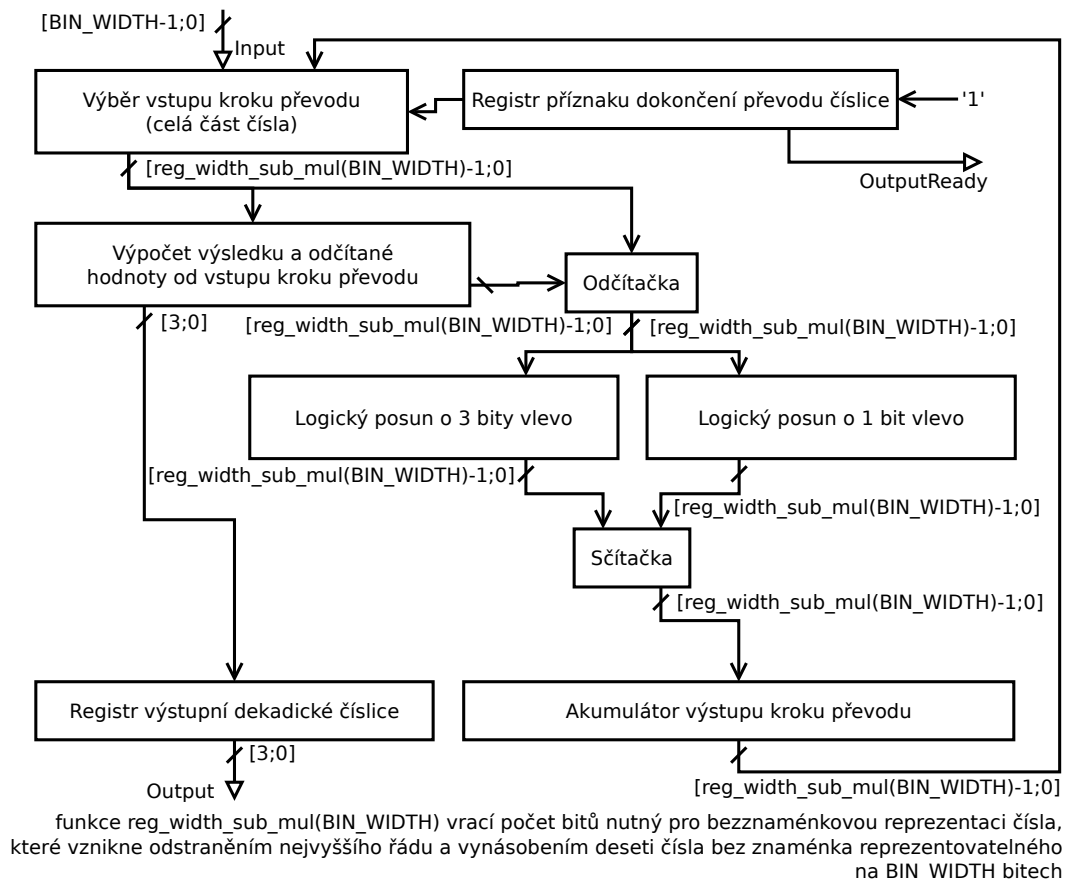 [BIN_WIDTH-1;0]
Input
Výběr vstupu kroku převodu
(celá část čísla)
Registr příznaku dokončení převodu číslice
'1'
[reg_width_sub_mul(BIN_WIDTH)-1;0]
OutputReady
Výpočet výsledku a odčítané
hodnoty od vstupu kroku převodu
Odčítačka
[3;0]
[reg_width_sub_mul(BIN_WIDTH)-1;0]
[reg_width_sub_mul(BIN_WIDTH)-1;0]
Logický posun o 3 bity vlevo
Logický posun o 1 bit vlevo
[reg_width_sub_mul(BIN_WIDTH)-1;0]
[reg_width_sub_mul(BIN_WIDTH)-1;0]
Sčítačka
[reg_width_sub_mul(BIN_WIDTH)-1;0]
Registr výstupní dekadické číslice
Akumulátor výstupu kroku převodu
[3;0]
[reg_width_sub_mul(BIN_WIDTH)-1;0]
Output
funkce reg_width_sub_mul(BIN_WIDTH) vrací počet bitů nutný pro bezznaménkovou reprezentaci čísla,
které vznikne odstraněním nejvyššího řádu a vynásobením deseti čísla bez znaménka reprezentovatelného
na BIN_WIDTH bitech